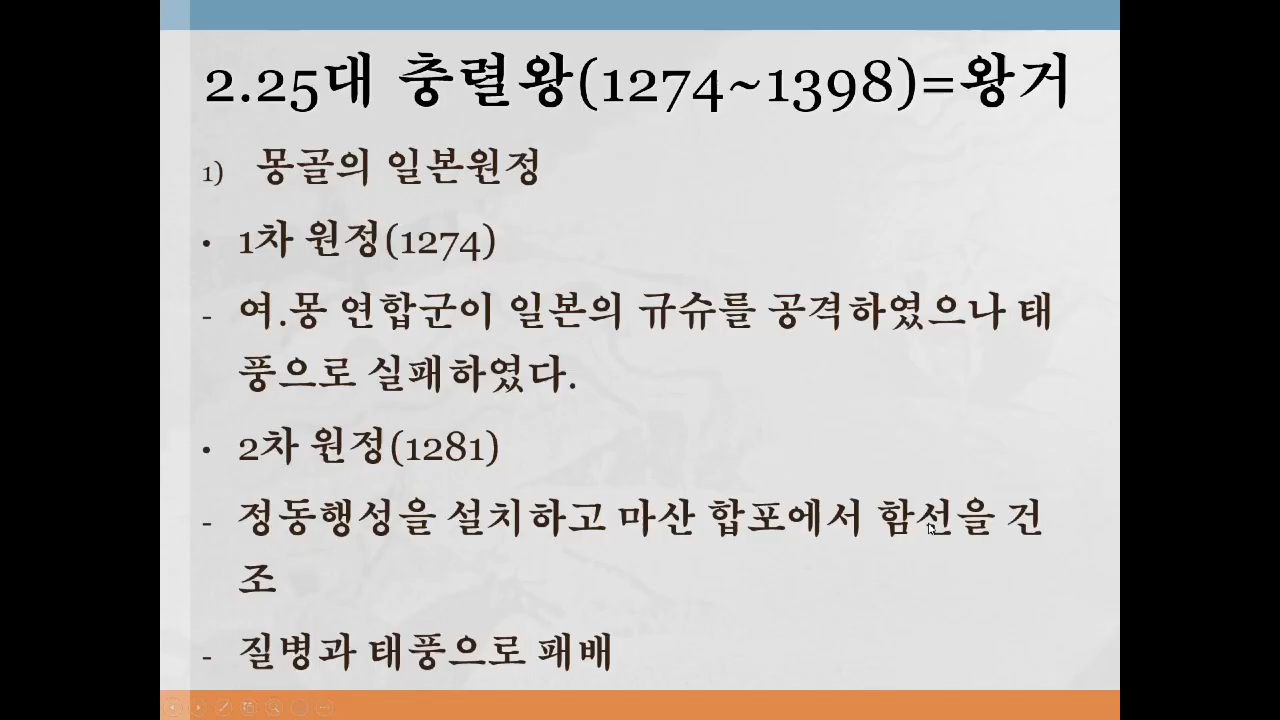 2.25대 충렬왕(1274~1398)=왕거
1) 몽골의 일본원정
• 1차 원정(1274)
- 여.몽 연합군이 일본의 규슈를 공격하였으나 태
풍으로 실패하였다.
• 2차 원정(1281)
- 정동행성을 설치하고 마산 합포에서 함선을 건
조
- 질병과 태풍으로 패배